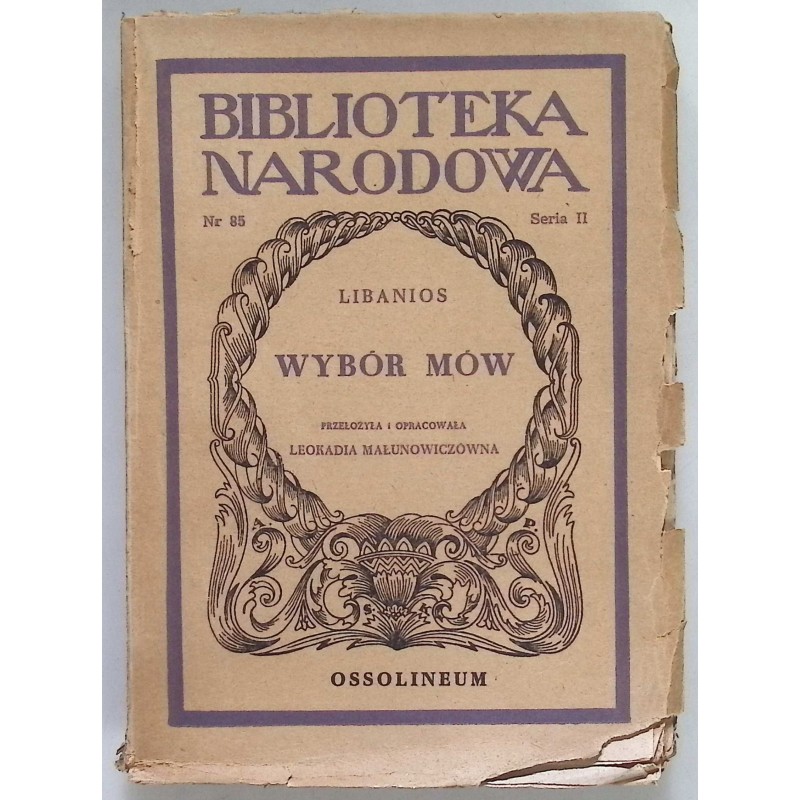 BIBLIOTEKA
NARODOWA
Nr 85 Seria II
LIBANIOS
WYBÓR MÓW
PRZEŁOŻYŁA I OPRACOWAŁA
LEOKADIA MAŁUNOWICZÓWNA
A. P.
S. A.
OSSOLINEUM